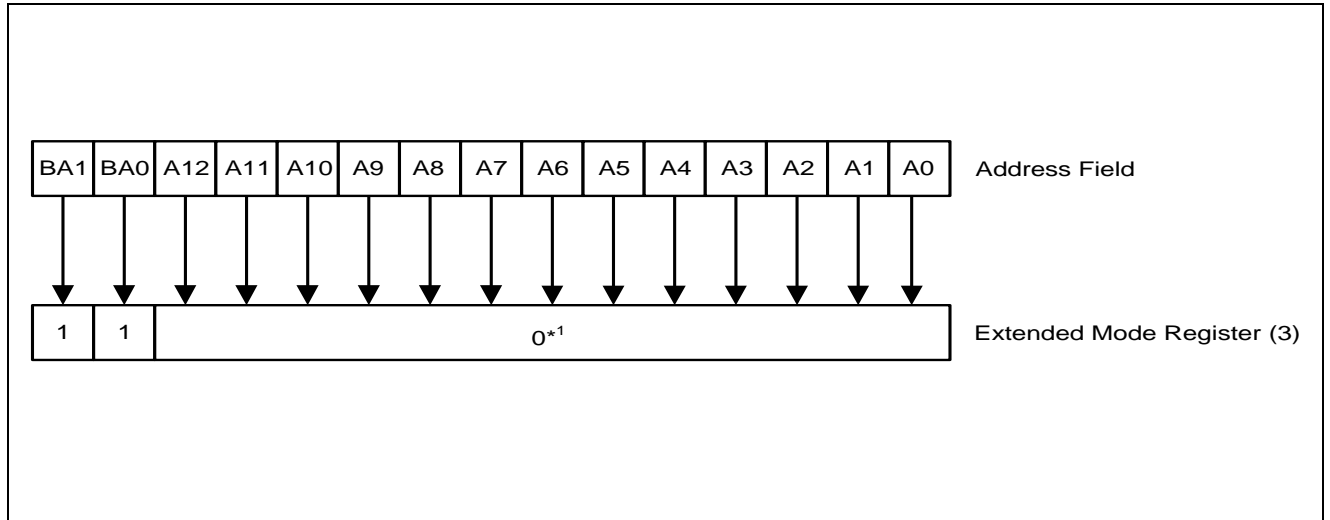 BA1 BA0 A12 A11 A10 A9 A8 A7 A6 A5 A4 A3 A2 A1 A0 Address Field
1 1 0*1 Extended Mode Register (3)